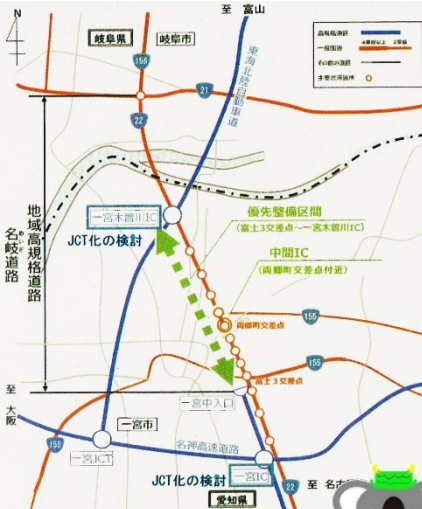 N
至 富山
岐阜県
岐阜市
高規格道路
一般国道
4車線以上
2車線
その他の道路
主要渋滞箇所
156
21
22
東海北陸自動車道
地域高規格道路
名岐道路
めいぎ
一宮木曽川IC
JCT化の検討
優先整備区間
(富士3交差点～一宮木曽川IC)
中間IC
(両郷町交差点付近)
155
両郷町交差点
155
富士3交差点
至
大阪
一宮中入口
一宮市
155
名神高速道路
一宮JCT
一宮IC
JCT化の検討
愛知県
22
至 名古